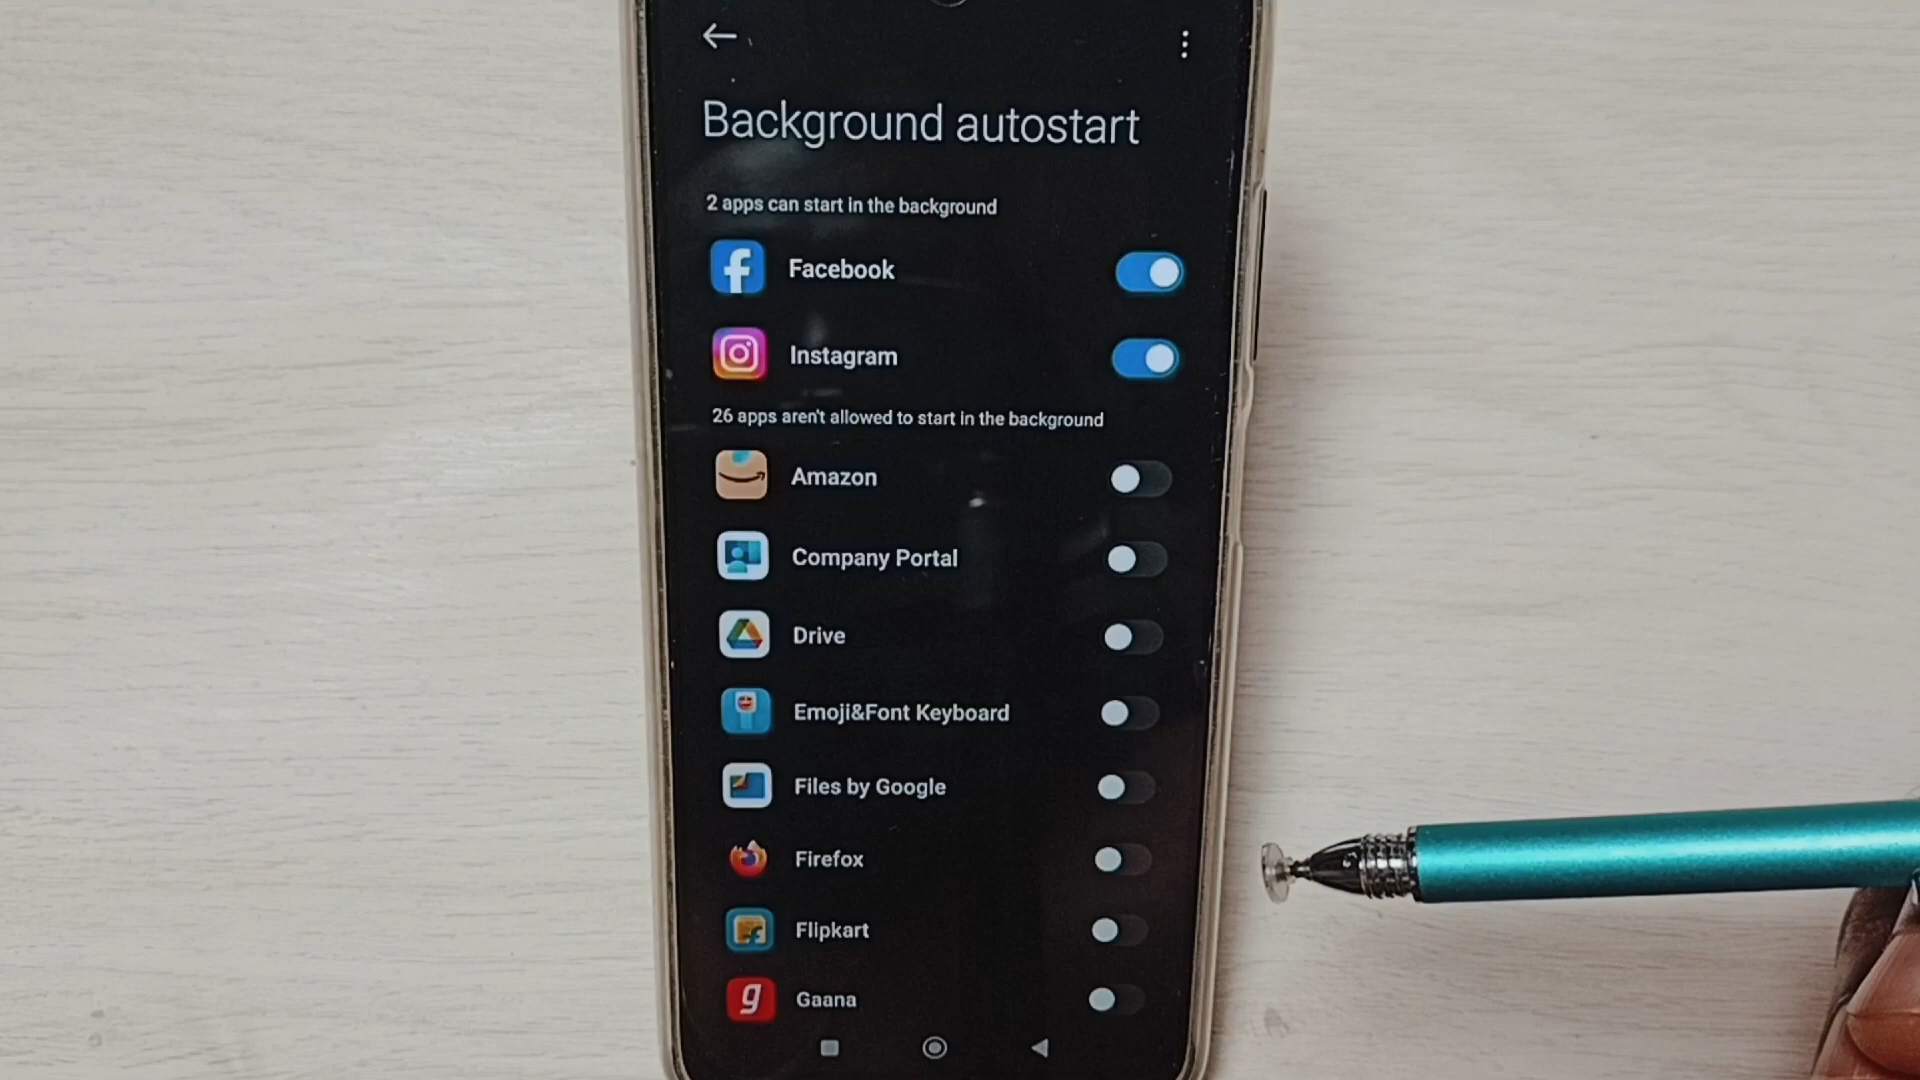 Background autostart
2 apps can start in the background
Facebook
Instagram
26 apps aren't allowed to start in the background
Amazon
Company Portal
Drive
Emoji&Font Keyboard
Files by Google
Firefox
Flipkart
Gaana